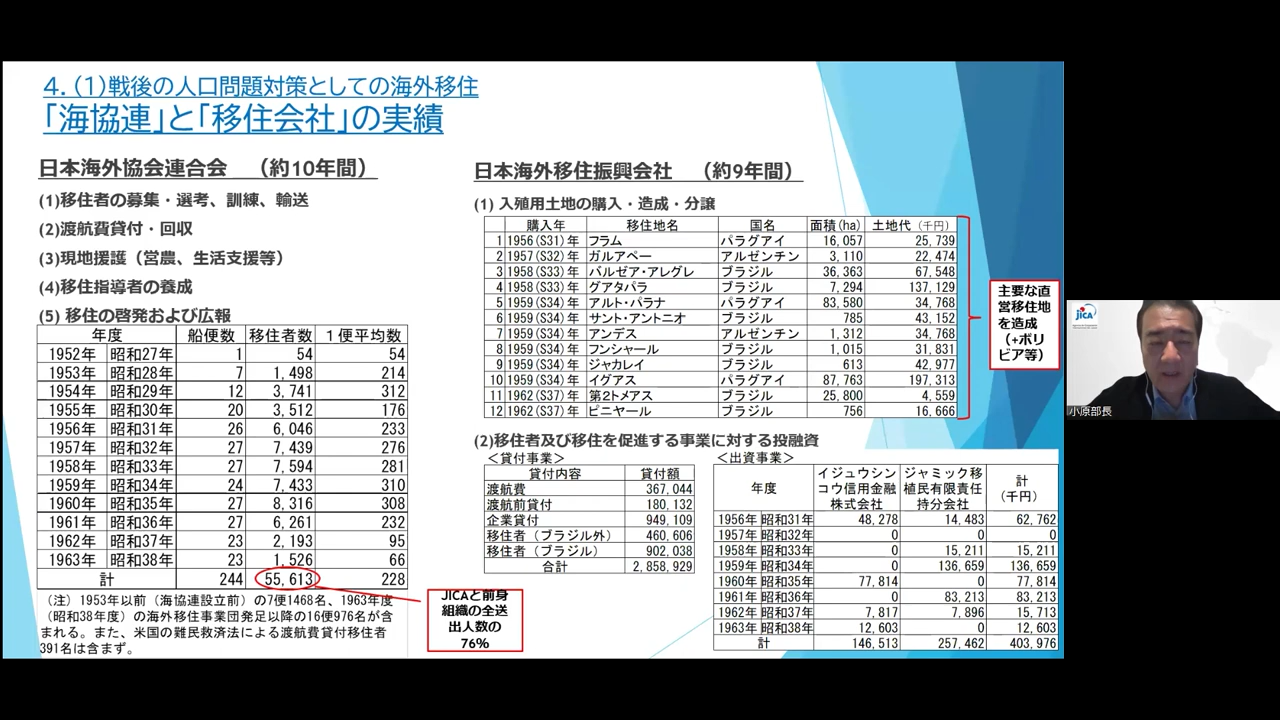 4．(1)戦後の人口問題対策としての海外移住
「海協連」と「移住会社」の実績
日本海外協会連合会　（約10年間）
(1)移住者の募集・選考、訓練、輸送
(2)渡航費貸付・回収
(3)現地援護（営農、生活支援等）
(4)移住指導者の養成
(5) 移住の啓発および広報
年度 船便数 移住者数 １便平均数
1952年 昭和27年 1 54 54
1953年 昭和28年 7 1,498 214
1954年 昭和29年 12 3,741 312
1955年 昭和30年 20 3,512 176
1956年 昭和31年 26 6,046 233
1957年 昭和32年 27 7,439 276
1958年 昭和33年 27 7,594 281
1959年 昭和34年 24 7,433 310
1960年 昭和35年 27 8,316 308
1961年 昭和36年 27 6,261 232
1962年 昭和37年 23 2,193 95
1963年 昭和38年 23 1,526 66
計 244 55,613 228
（注）1953年以前（海協連設立前）の7便1468名、1963年度
（昭和38年度）の海外移住事業団発足以降の16便976名が含
まれる。また、米国の難民救済法による渡航費貸付移住者
391名は含まず。
JICAと前身
組織の全送
出人数の
76%
日本海外移住振興会社　（約9年間）
(1) 入殖用土地の購入・造成・分譲
購入年 移住地名 国名 面積(ha) 土地代（千円）
1 1956(S31)年 フラム パラグアイ 16,057 25,739
2 1957(S32)年 ガルアペー アルゼンチン 3,110 22,474
3 1958(S33)年 バルゼア・アレグレ ブラジル 36,363 67,548
4 1958(S33)年 グアタパラ ブラジル 7,294 137,129
5 1959(S34)年 アルト・パラナ パラグアイ 83,580 34,768
6 1959(S34)年 サント・アントニオ ブラジル 785 43,152
7 1959(S34)年 アンデス アルゼンチン 1,312 34,768
8 1959(S34)年 フンシャール ブラジル 1,015 31,831
9 1959(S34)年 ジャカレイ ブラジル 613 42,977
10 1959(S34)年 イグアス パラグアイ 87,763 197,313
11 1962(S37)年 第２トメアス ブラジル 25,800 4,559
12 1962(S37)年 ピニヤール ブラジル 756 16,666
主要な直
営移住地
を造成
（+ボリ
ビア等）
(2)移住者及び移住を促進する事業に対する投融資
＜貸付事業＞
貸付内容 貸付額
渡航費 367,044
渡航前貸付 180,132
企業貸付 949,109
移住者（ブラジル外） 460,606
移住者（ブラジル） 902,038
合計 2,858,929
＜出資事業＞
年度 イジュウシンコウ信用金融株式会社 ジャミック移植民有限責任持分会社 計（千円）
1956年 昭和31年 48,278 14,483 62,762
1957年 昭和32年 0 0 0
1958年 昭和33年 0 15,211 15,211
1959年 昭和34年 0 136,659 136,659
1960年 昭和35年 77,814 0 77,814
1961年 昭和36年 0 83,213 83,213
1962年 昭和37年 7,817 7,896 15,713
1963年 昭和38年 12,603 0 12,603
計 146,513 257,462 403,976
JICA
小原部長